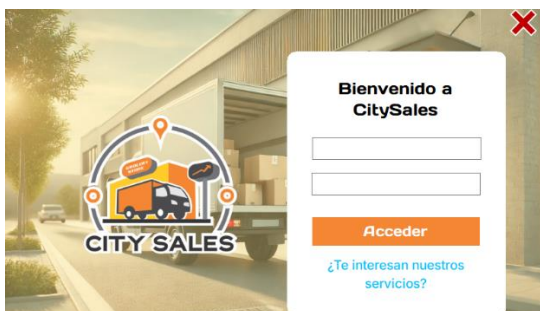 Bienvenido a
CitySales
Acceder
¿Te interesan nuestros
servicios?
CITY SALES